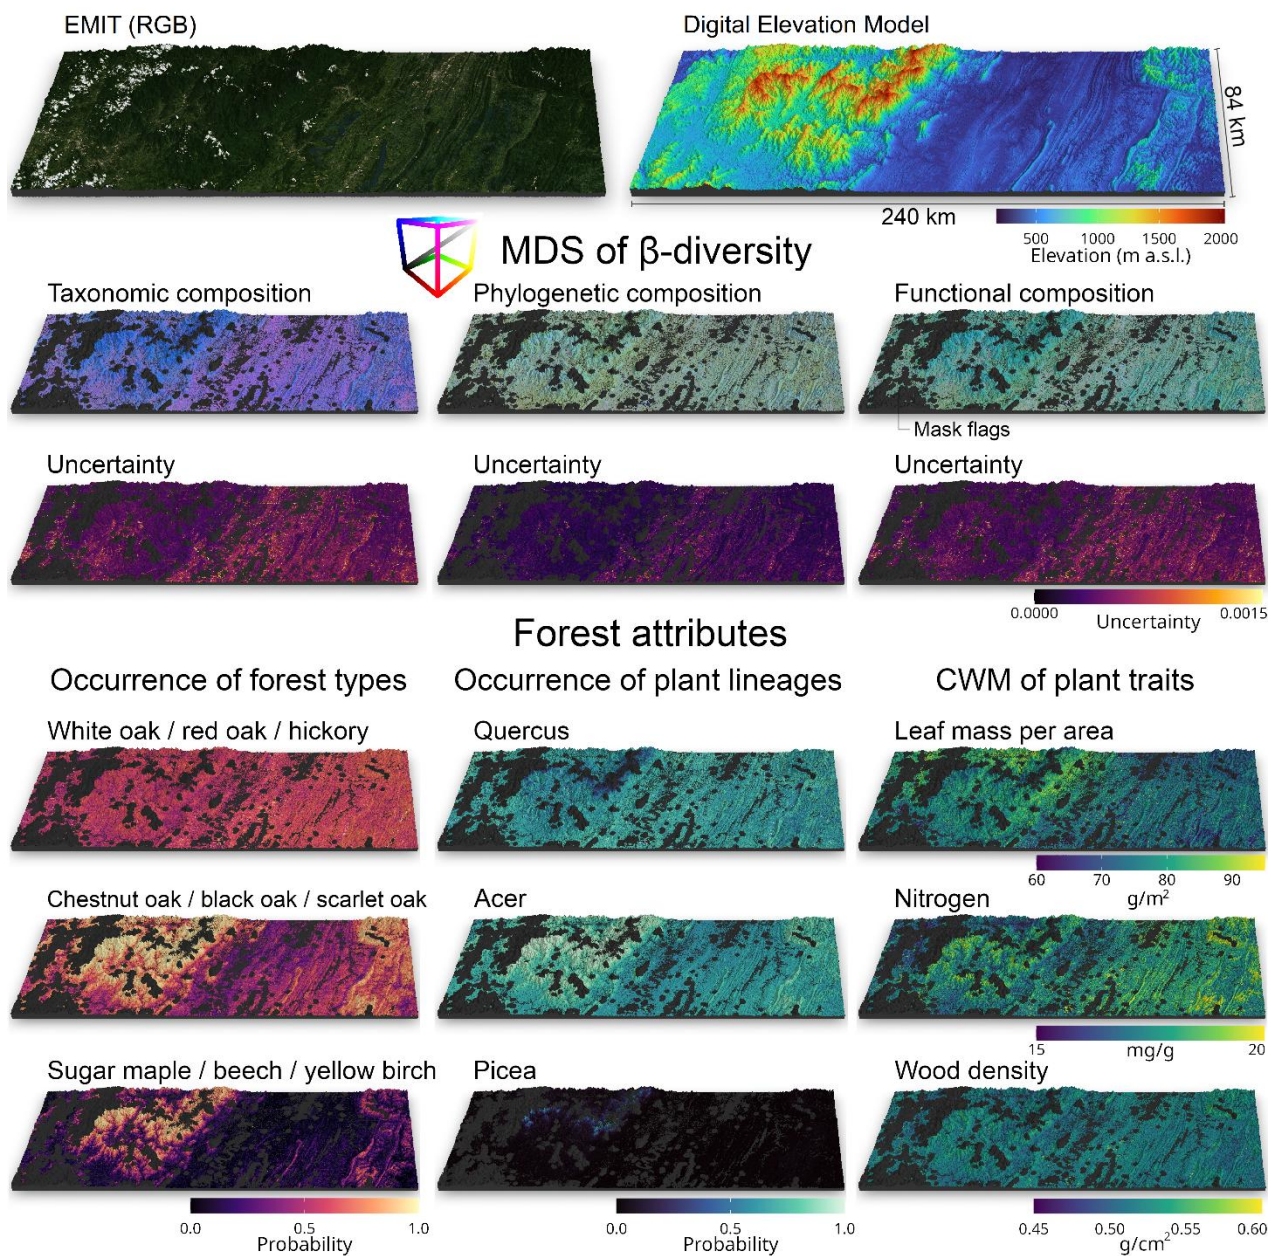 EMIT (RGB)
Digital Elevation Model
84 km
240 km
500 1000 1500 2000
Elevation (m a.s.l.)
MDS of β-diversity
Taxonomic composition
Phylogenetic composition
Functional composition
Mask flags
Uncertainty
Uncertainty
Uncertainty
0.0000 0.0015
Uncertainty
Forest attributes
Occurrence of forest types
Occurrence of plant lineages
CWM of plant traits
White oak / red oak / hickory
Quercus
Leaf mass per area
60 70 80 90
g/m²
Chestnut oak / black oak / scarlet oak
Acer
Nitrogen
15 mg/g 20
Sugar maple / beech / yellow birch
Picea
Wood density
0.0 0.5 1.0
Probability
0.0 0.5 1.0
Probability
0.45 0.50 0.55 0.60
g/cm²